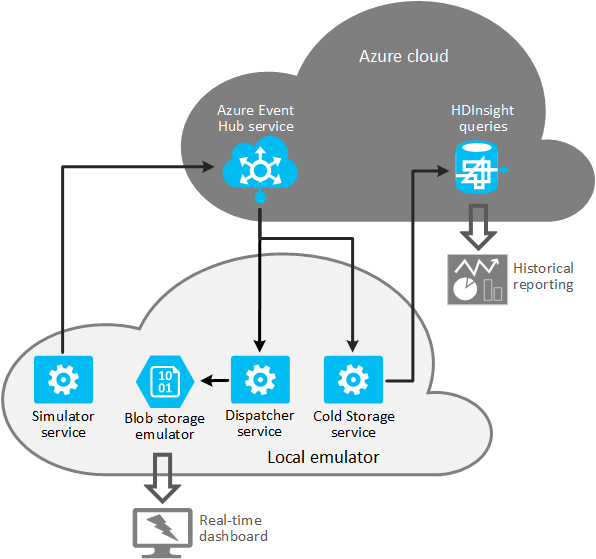 Azure cloud
Azure Event
Hub service
HDInsight
queries
Historical
reporting
Simulator
service
10
01
Blob storage
emulator
Dispatcher
service
Cold Storage
service
Local emulator
Real-time
dashboard